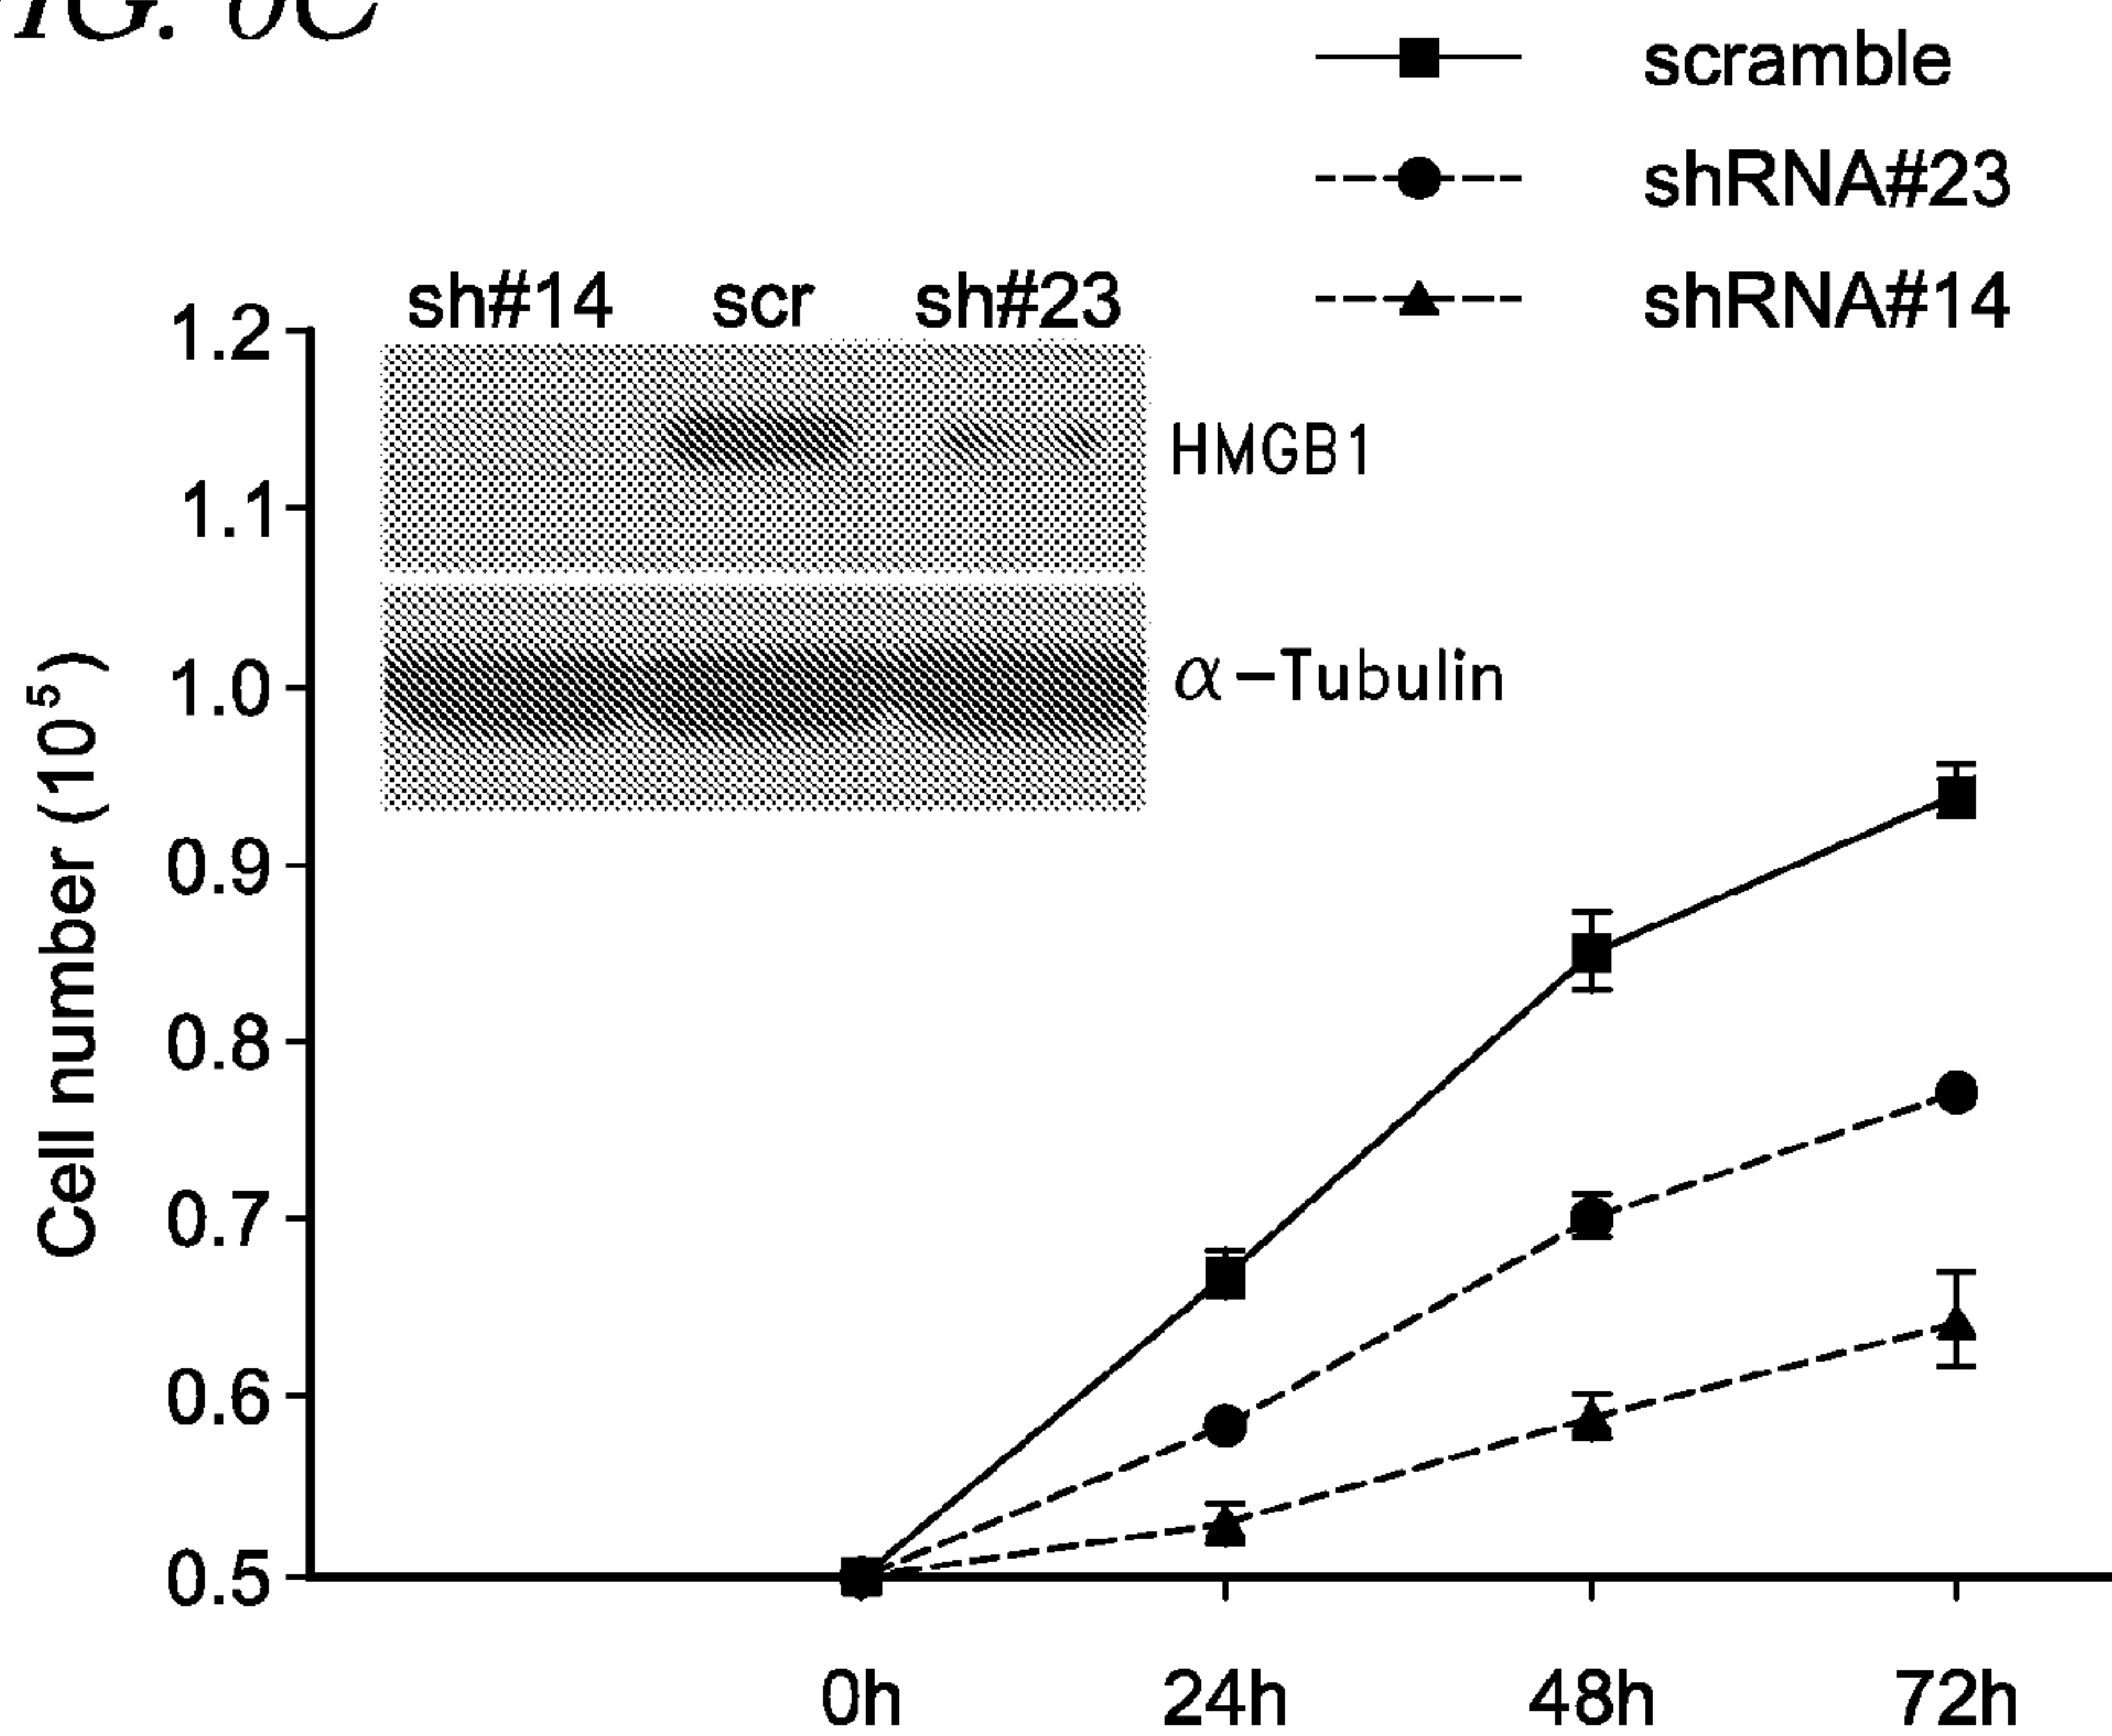 scramble
shRNA#23
shRNA#14
sh#14 scr sh#23
HMGB1
α-Tubulin
Cell number (10⁵)
1.2
1.1
1.0
0.9
0.8
0.7
0.6
0.5
0h 24h 48h 72h